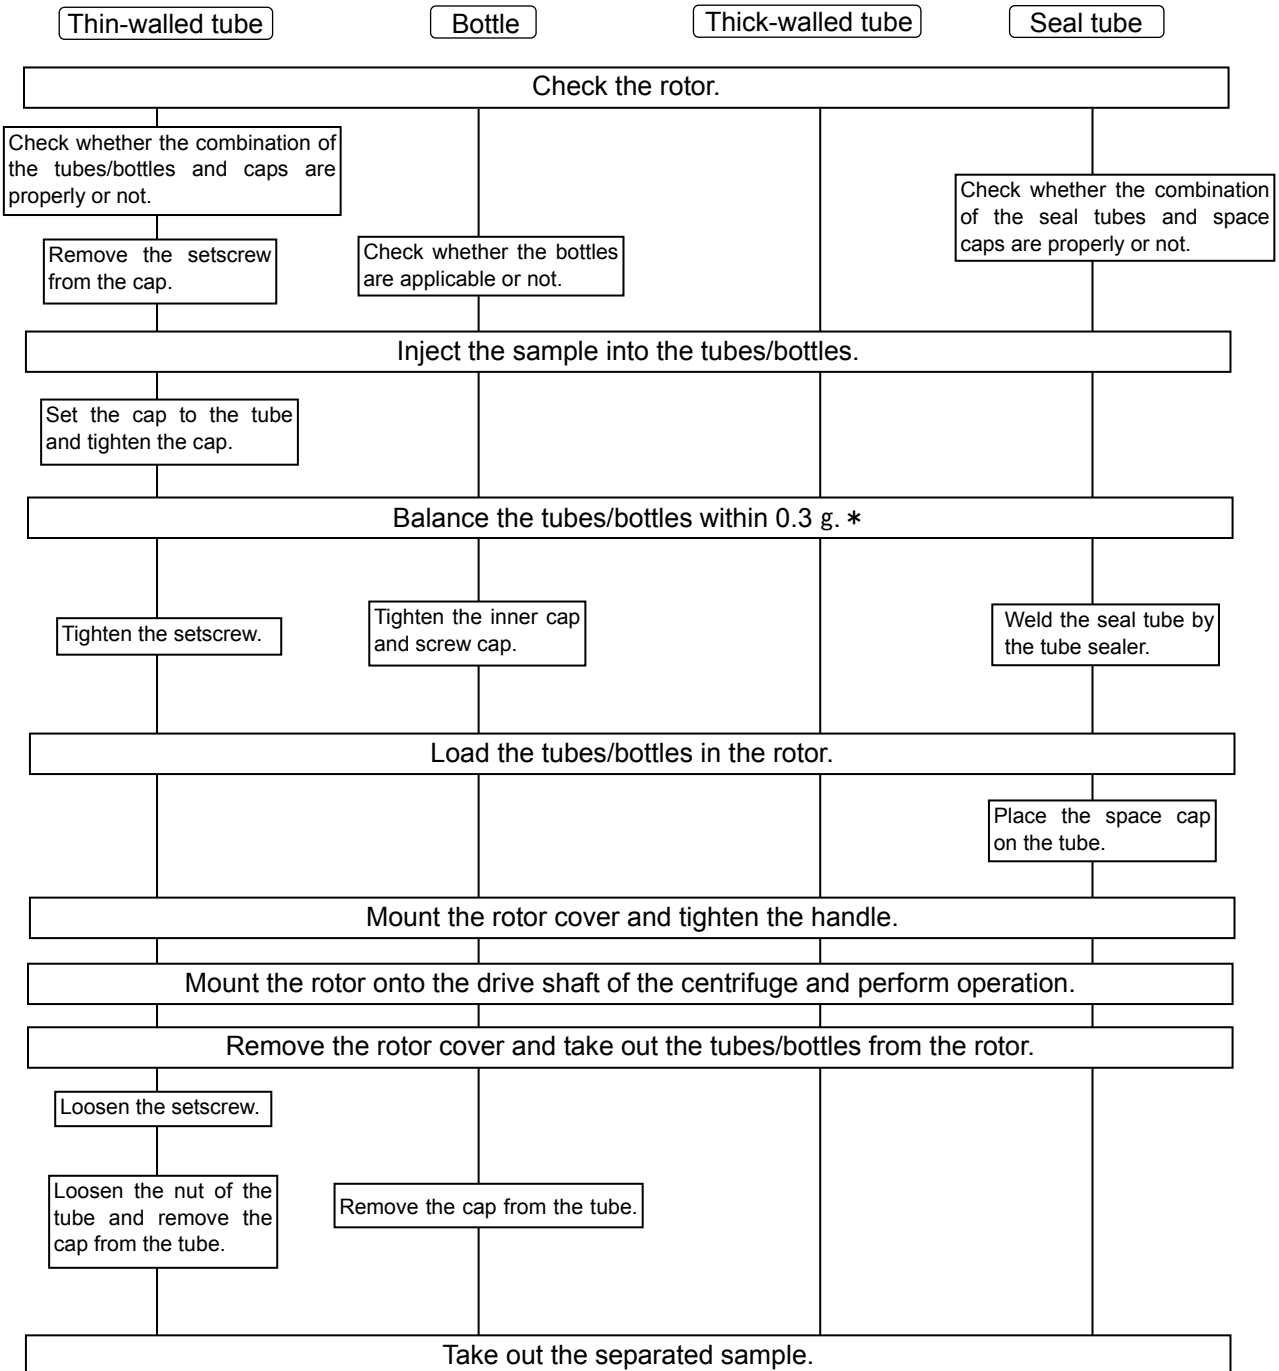 Thin-walled tube
Bottle
Thick-walled tube
Seal tube
Check the rotor.
Check whether the combination of
the tubes/bottles and caps are
properly or not.
Check whether the combination
of the seal tubes and space
caps are properly or not.
Remove the setscrew
from the cap.
Check whether the bottles
are applicable or not.
Inject the sample into the tubes/bottles.
Set the cap to the tube
and tighten the cap.
Balance the tubes/bottles within 0.3 g. *
Tighten the setscrew.
Tighten the inner cap
and screw cap.
Weld the seal tube by
the tube sealer.
Load the tubes/bottles in the rotor.
Place the space cap
on the tube.
Mount the rotor cover and tighten the handle.
Mount the rotor onto the drive shaft of the centrifuge and perform operation.
Remove the rotor cover and take out the tubes/bottles from the rotor.
Loosen the setscrew.
Loosen the nut of the
tube and remove the
cap from the tube.
Remove the cap from the tube.
Take out the separated sample.